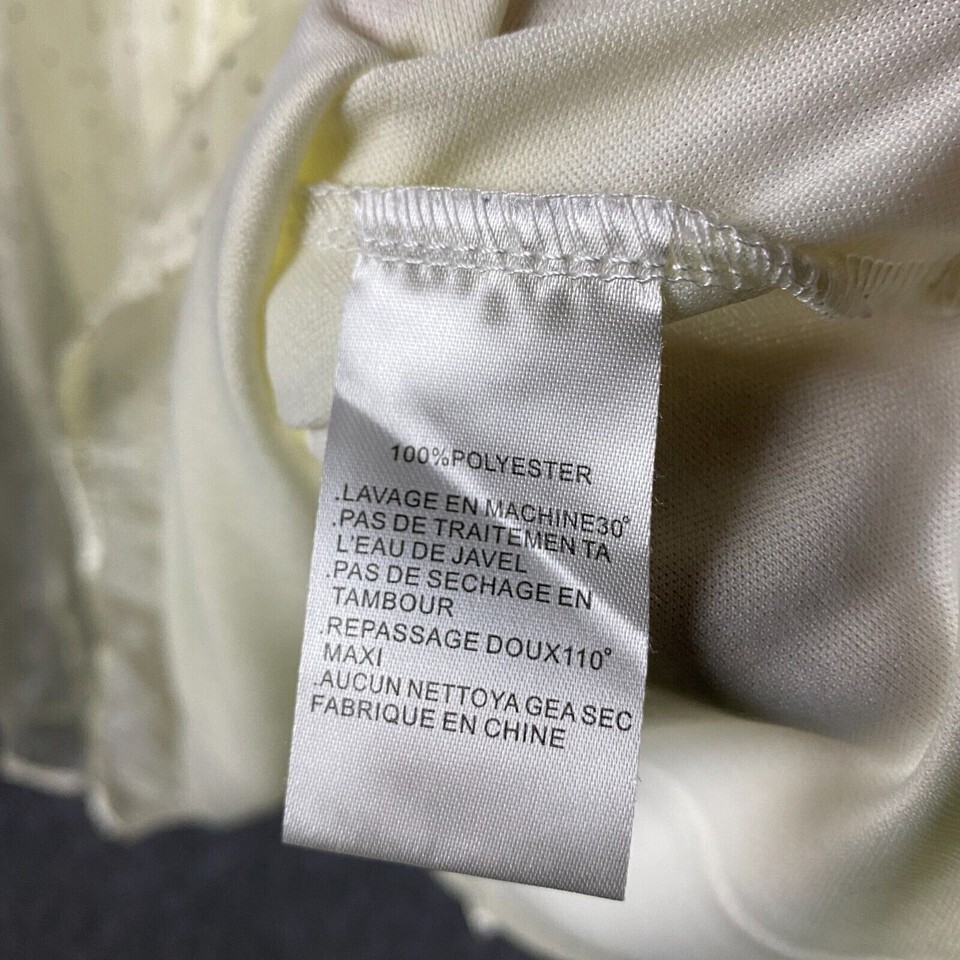 100%POLYESTER
.LAVAGE EN MACHINE30°
.PAS DE TRAITEMEN TA
L'EAU DE JAVEL
.PAS DE SECHAGE EN
TAMBOUR
.REPASSAGE DOUX110°
MAXI
.AUCUN NETTOYA GEA SEC
FABRIQUE EN CHINE